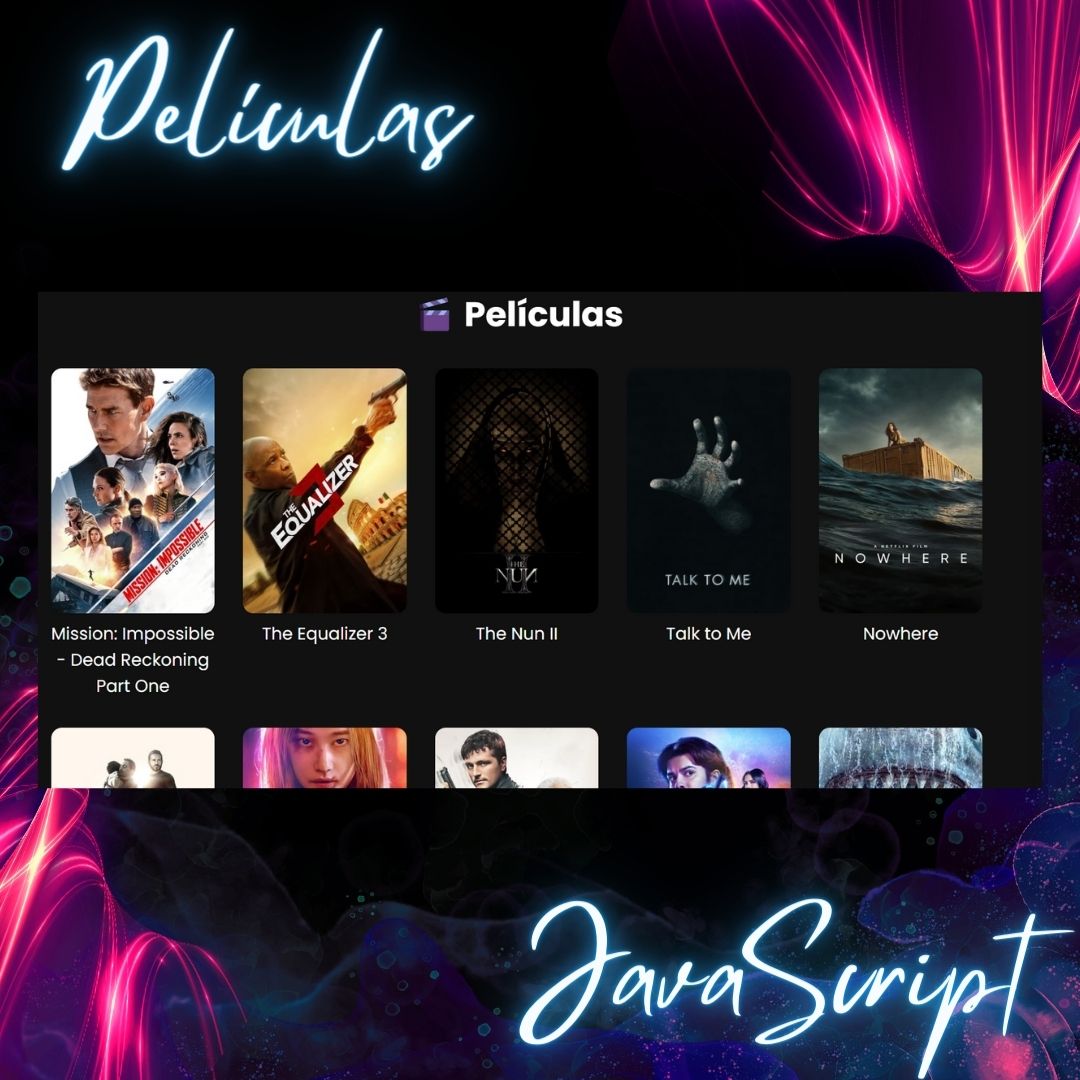 Películas
🎬 Películas
MISSION: IMPOSSIBLE
DEAD RECKONING
THE
EQUALIZER
3
THE
NUN
II
TALK TO ME
A NETFLIX FILM
NOWHERE
Mission: Impossible
- Dead Reckoning
Part One
The Equalizer 3
The Nun II
Talk to Me
Nowhere
JavaScript